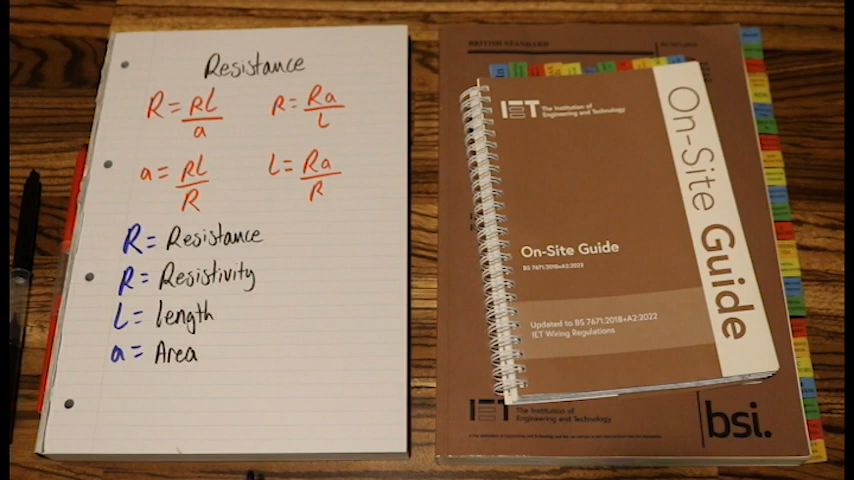 Resistance
R = RL/a
R = Ra/L
a = RL/R
L = Ra/R
R = Resistance
R = Resistivity
L = Length
a = Area
BRITISH STANDARD
IET The Institution of
Engineering and Technology
On-Site Guide
On-Site Guide
BS 7671:2018+A2:2022
Updated to BS 7671:2018+A2:2022
IET Wiring Regulations
IET The Institution of
Engineering and Technology
bsi.